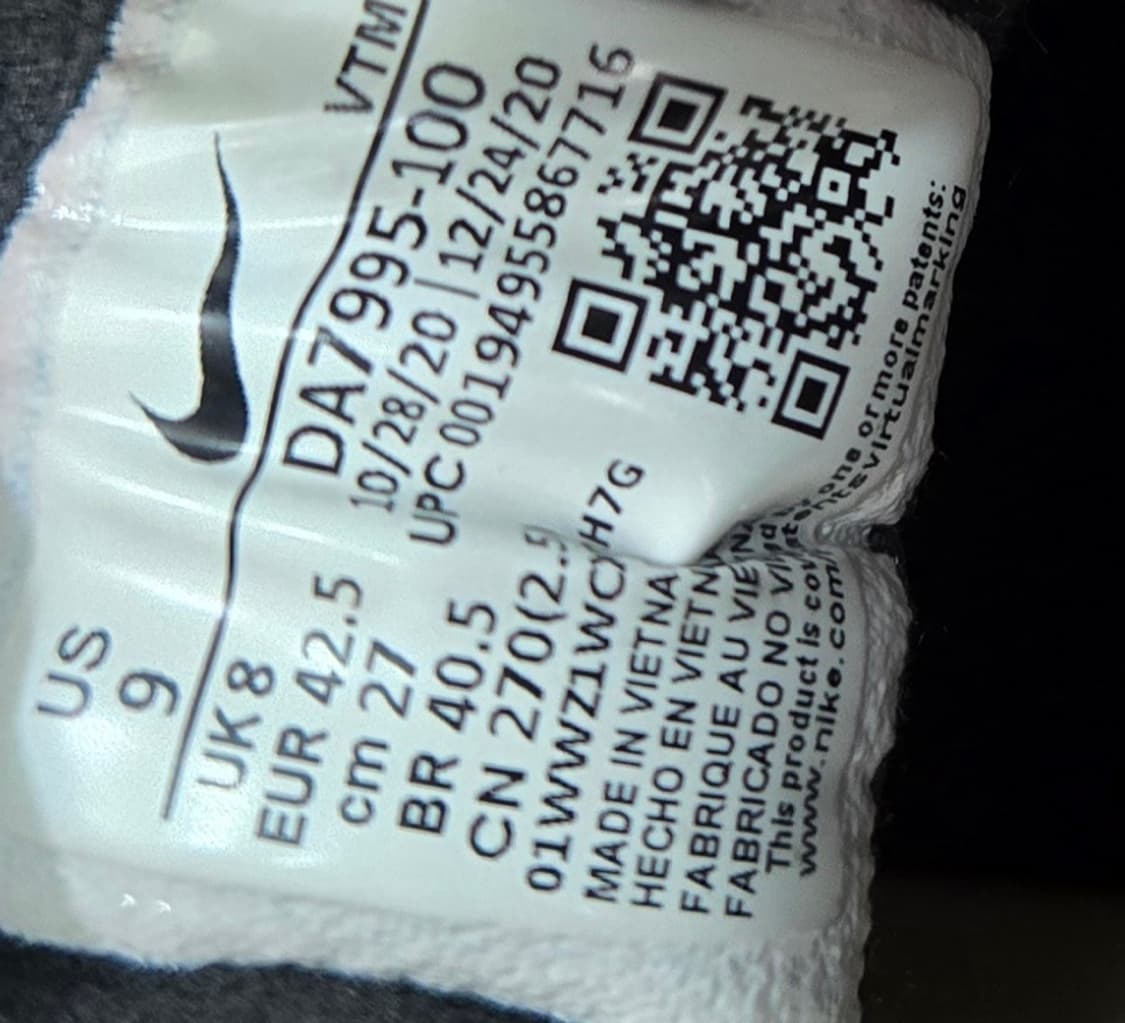 US
9
VTM
UK 8
EUR 42.5
cm 27
BR 40.5
CN 270(2.5
DA7995-100
10/28/20 | 12/24/20
UPC 00194955867716
H7G
MADE IN VIETNA
HECHO EN VIETN
FABRIQUE AU VIE
FABRICADO NO VI
This product is
one or more patents:
www.nike.com
virtualmarking